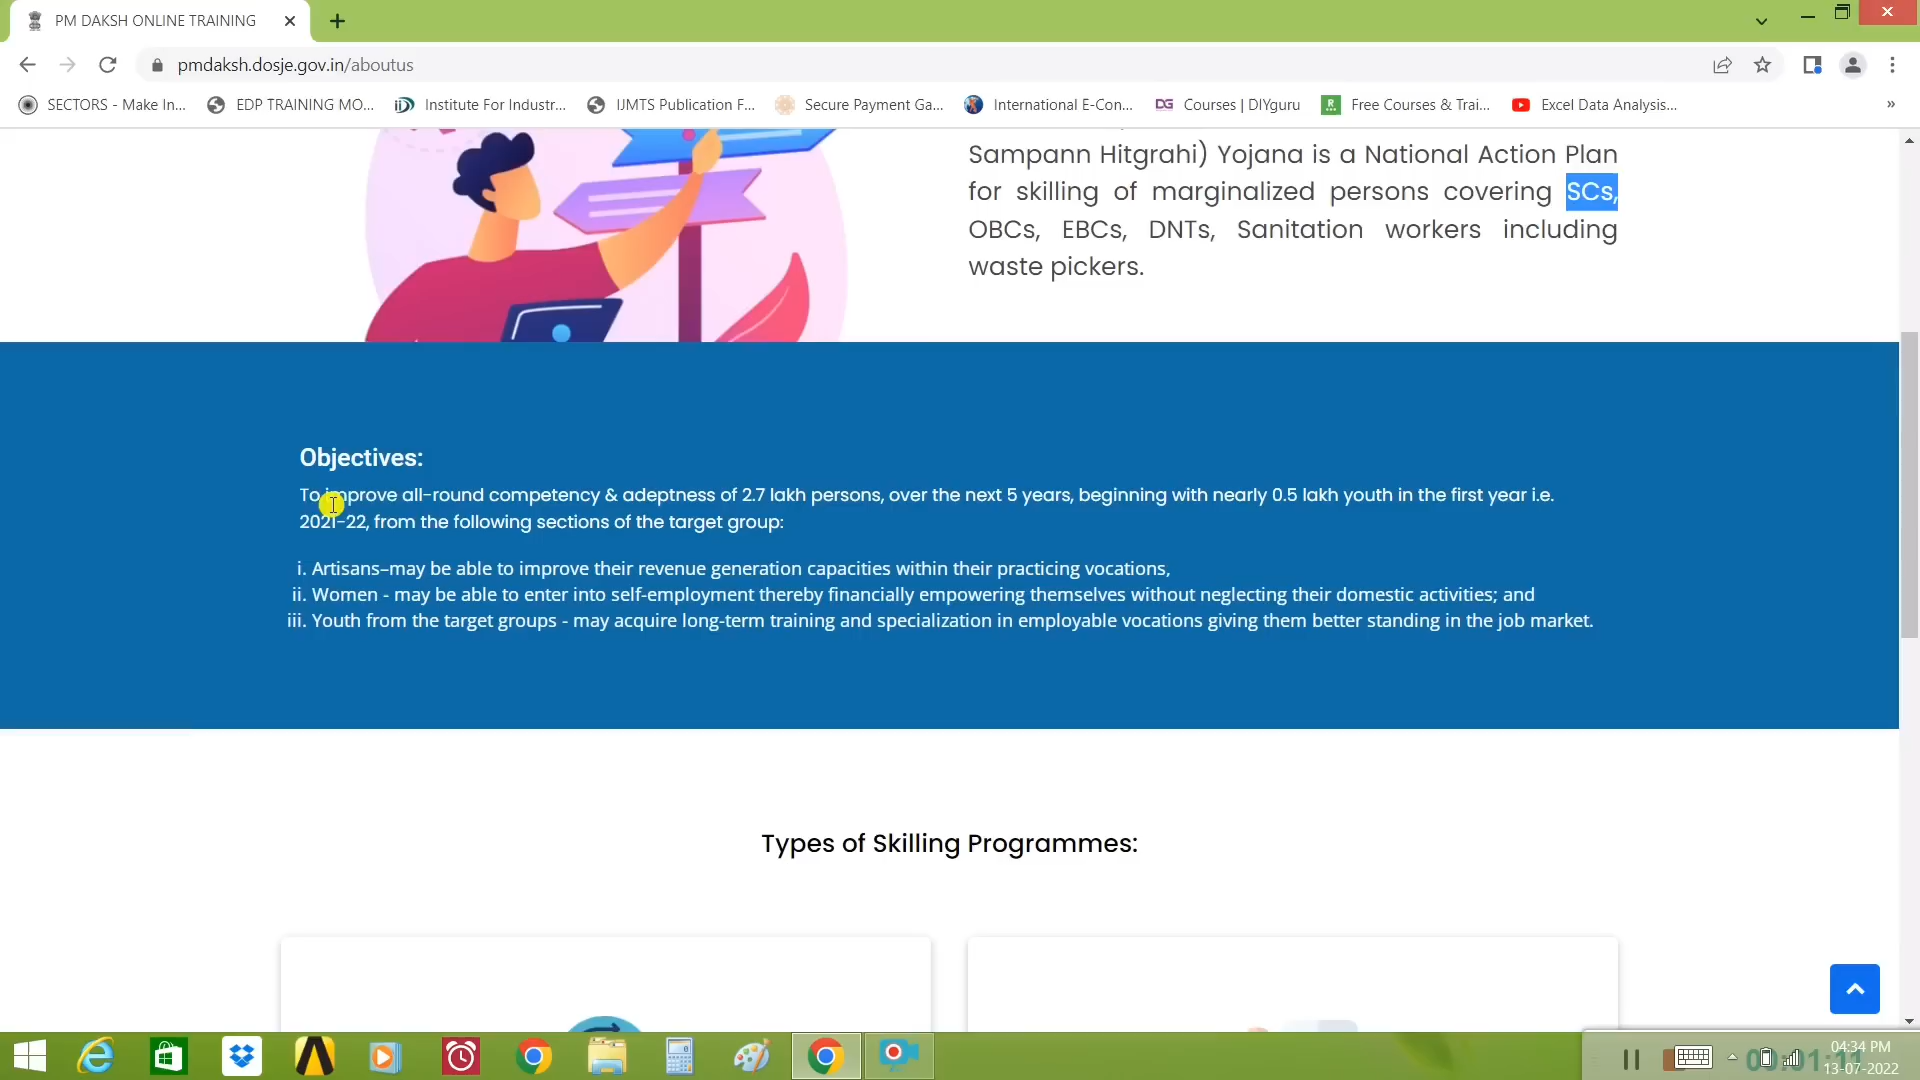 PM DAKSH ONLINE TRAINING
pmdaksh.dosje.gov.in/aboutus
SECTORS - Make In... EDP TRAINING MO... Institute For Industr... IJMTS Publication F... Secure Payment Ga... International E-Con... DG Courses | DIYguru Free Courses & Trai... Excel Data Analysis... »
Sampann Hitgrahi) Yojana is a National Action Plan
for skilling of marginalized persons covering SCs,
OBCs, EBCs, DNTs, Sanitation workers including
waste pickers.
Objectives:
To improve all-round competency & adeptness of 2.7 lakh persons, over the next 5 years, beginning with nearly 0.5 lakh youth in the first year i.e.
2021-22, from the following sections of the target group:
i. Artisans–may be able to improve their revenue generation capacities within their practicing vocations,
ii. Women - may be able to enter into self-employment thereby financially empowering themselves without neglecting their domestic activities; and
iii. Youth from the target groups - may acquire long-term training and specialization in employable vocations giving them better standing in the job market.
Types of Skilling Programmes:
04:34 PM
13-07-2022